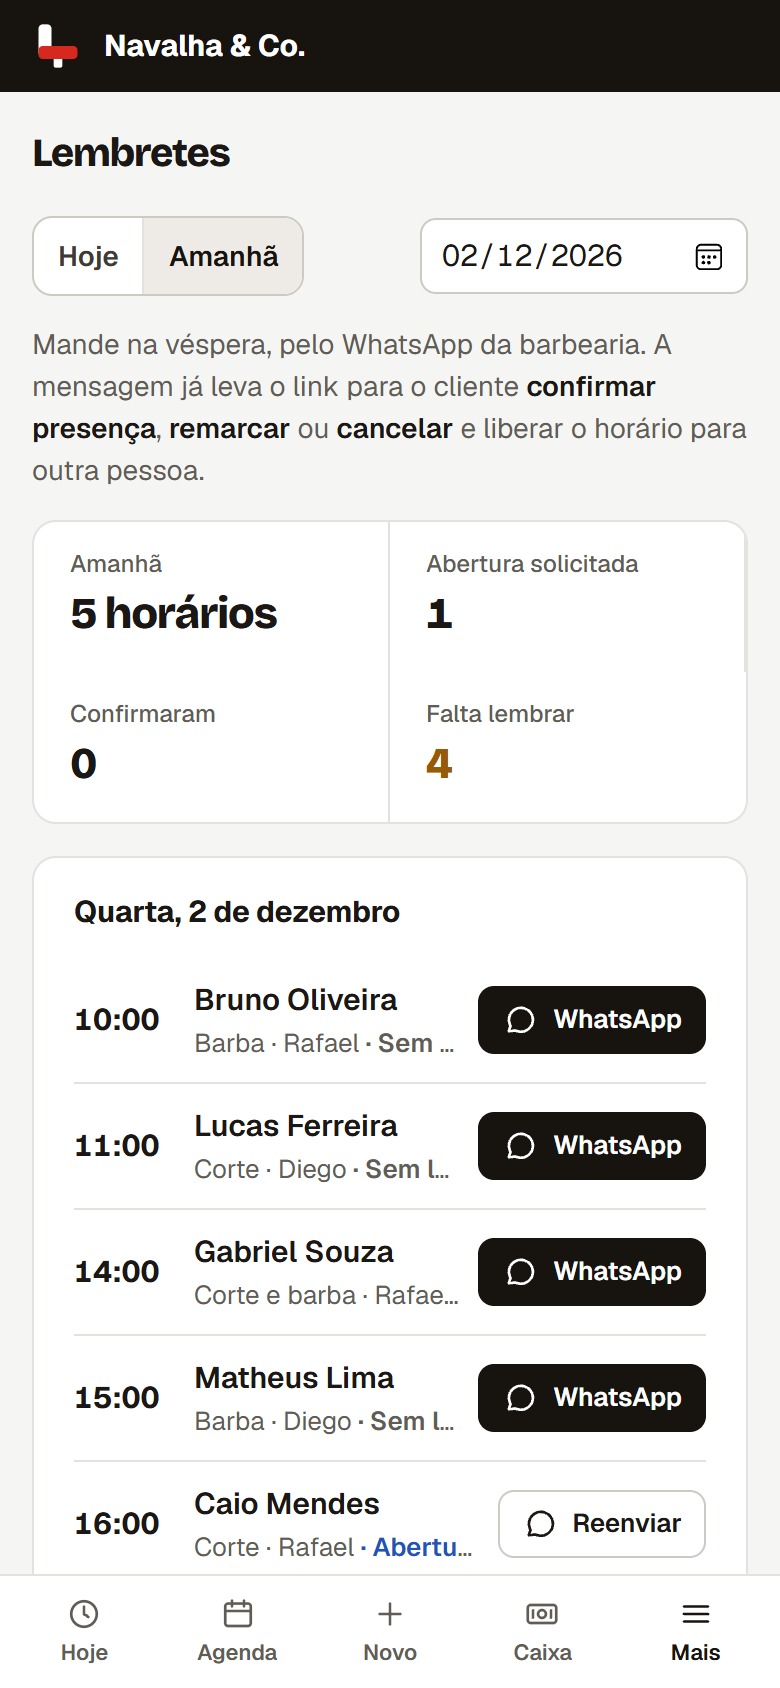 Navalha & Co.
Lembretes
Hoje
Amanhã
02/12/2026
Mande na véspera, pelo WhatsApp da barbearia. A
mensagem já leva o link para o cliente confirmar
presença, remarcar ou cancelar e liberar o horário para
outra pessoa.
Amanhã
5 horários
Abertura solicitada
1
Confirmaram
0
Falta lembrar
4
Quarta, 2 de dezembro
10:00
Bruno Oliveira
Barba · Rafael · Sem ...
WhatsApp
11:00
Lucas Ferreira
Corte · Diego · Sem l...
WhatsApp
14:00
Gabriel Souza
Corte e barba · Rafae...
WhatsApp
15:00
Matheus Lima
Barba · Diego · Sem l...
WhatsApp
16:00
Caio Mendes
Corte · Rafael · Abertu...
Reenviar
Hoje
Agenda
Novo
Caixa
Mais